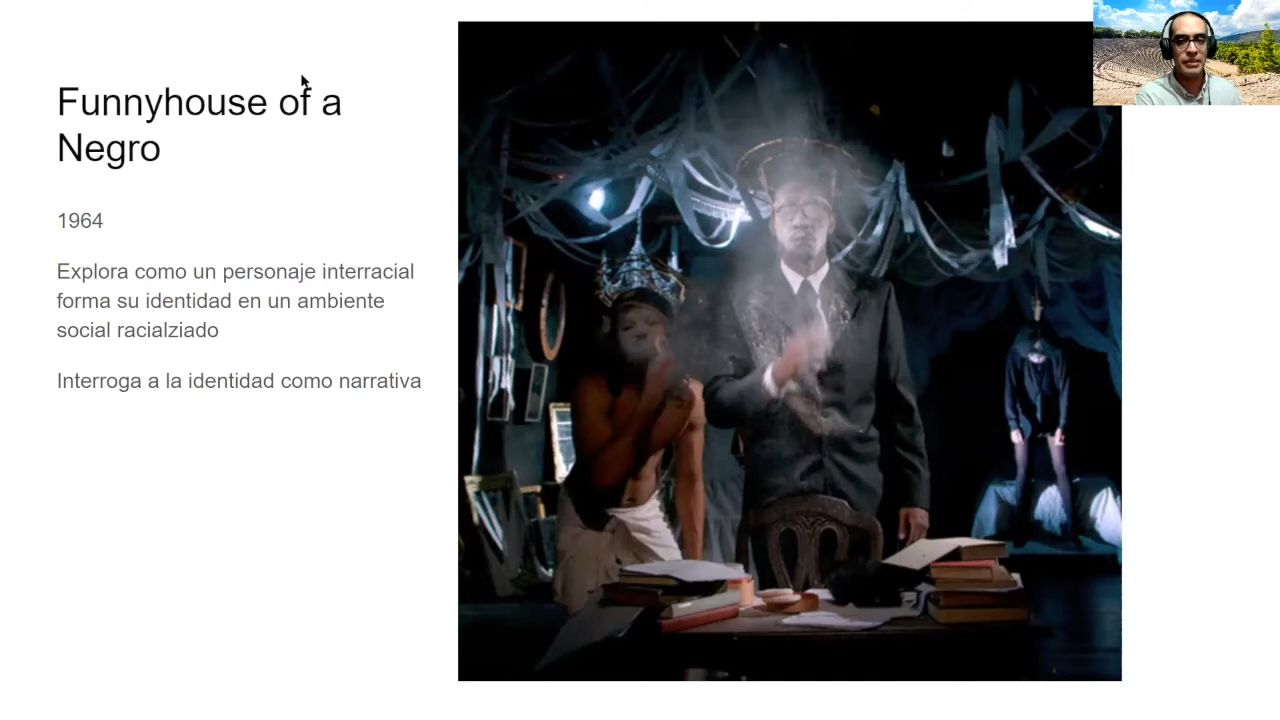 Funnyhouse of a
Negro
1964
Explora como un personaje interracial
forma su identidad en un ambiente
social racialziado
Interroga a la identidad como narrativa